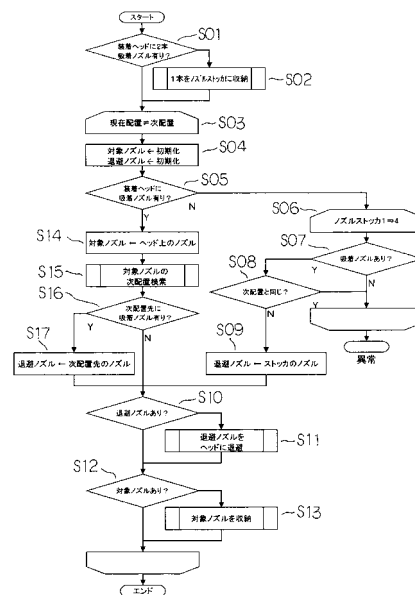 スタート
装着ヘッドに2本
吸着ノズル有り?
S01
1本をノズルストッカに収納
S02
現在配置≠次配置
S03
対象ノズル ← 初期化
退避ノズル ← 初期化
S04
装着ヘッドに
吸着ノズル有り?
S05
Y
N
S06
ノズルストッカ1⇒4
S14
対象ノズル ← ヘッド上のノズル
S07
吸着ノズルあり?
Y
N
S15
対象ノズルの
次配置検索
S08
次配置と同じ?
Y
N
S16
次配置先に
吸着ノズル有り?
Y
N
異常
S17
退避ノズル ← 次配置先のノズル
S09
退避ノズル ← ストッカのノズル
S10
退避ノズルあり?
退避ノズルを
ヘッドに退避
S11
S12
対象ノズルあり?
対象ノズルを収納
S13
エンド